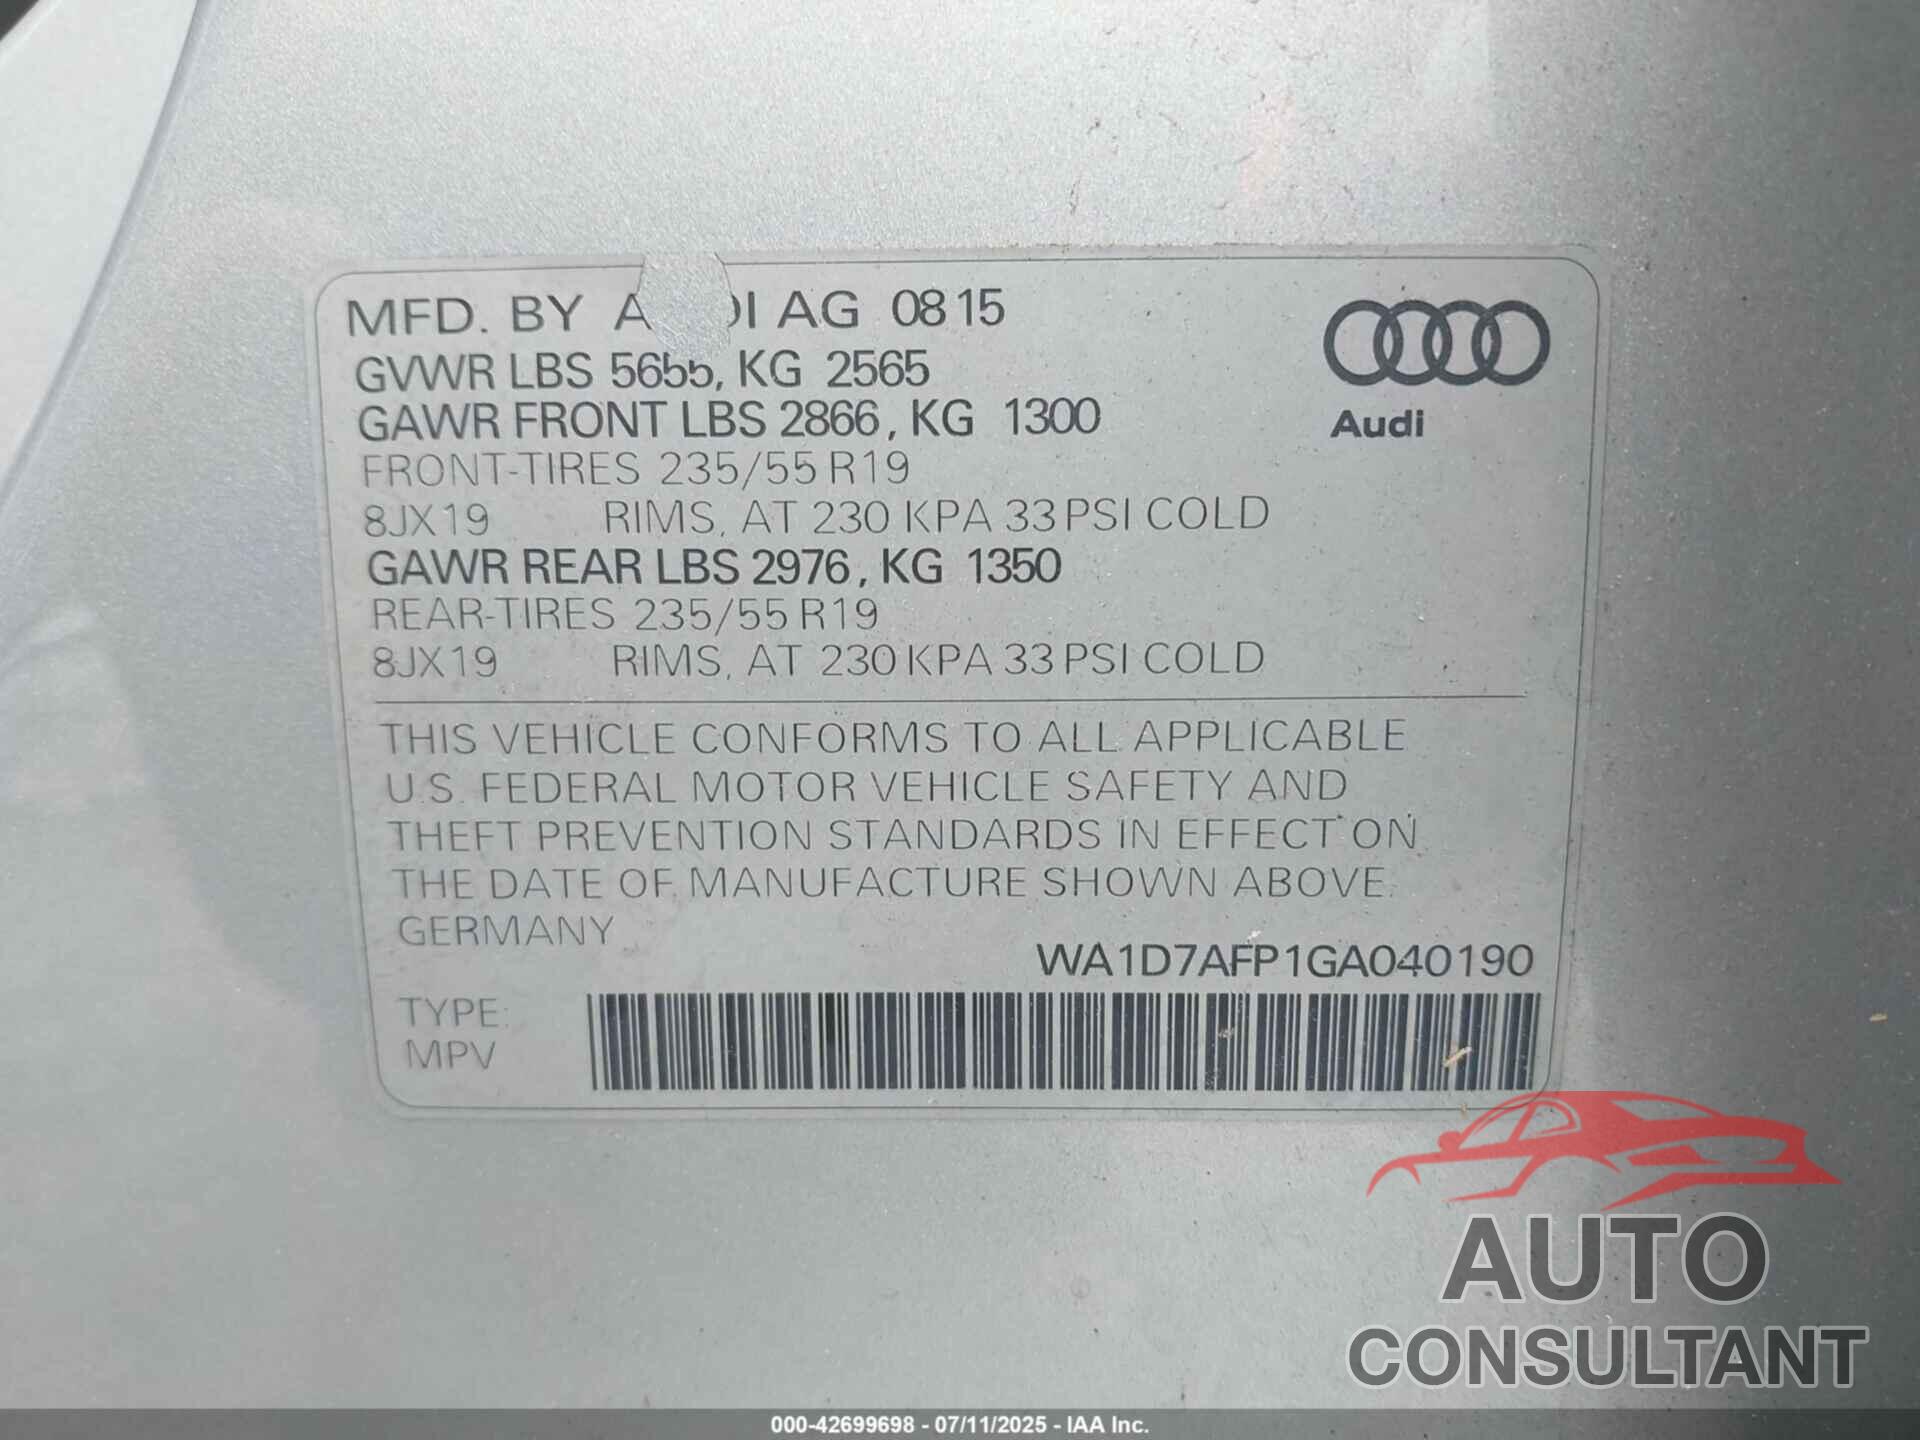 MFD. BY A DI AG 0815
GVWR LBS 5655, KG 2565
GAWR FRONT LBS 2866, KG 1300
FRONT-TIRES 235/55 R19
8JX19 RIMS, AT 230 KPA 33 PSI COLD
GAWR REAR LBS 2976, KG 1350
REAR-TIRES 235/55 R19
8JX19 RIMS, AT 230 KPA 33 PSI COLD
Audi
THIS VEHICLE CONFORMS TO ALL APPLICABLE
U.S. FEDERAL MOTOR VEHICLE SAFETY AND
THEFT PREVENTION STANDARDS IN EFFECT ON
THE DATE OF MANUFACTURE SHOWN ABOVE.
GERMANY
WA1D7AFP1GA040190
TYPE:
MPV
AUTO
CONSULTANT
000-42699698 - 07/11/2025 - IAA Inc.